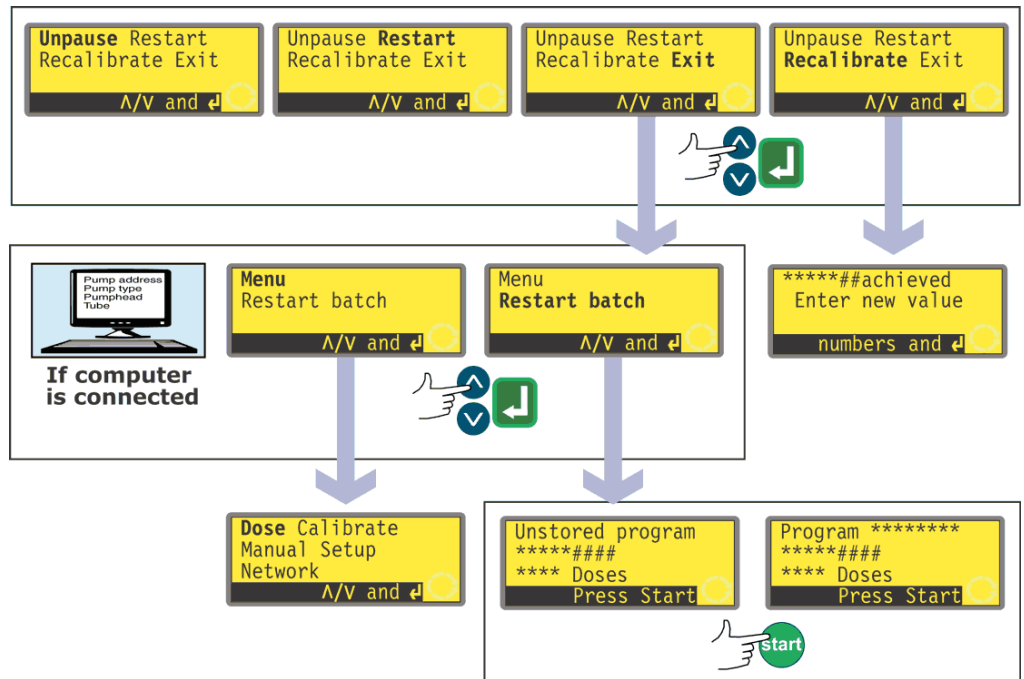 Unpause Restart
Recalibrate Exit
∧/∨ and ↵
Unpause Restart
Recalibrate Exit
∧/∨ and ↵
Unpause Restart
Recalibrate Exit
∧/∨ and ↵
Unpause Restart
Recalibrate Exit
∧/∨ and ↵
Pump address
Pump type
Pumphead
Tube
If computer
is connected
Menu
Restart batch
∧/∨ and ↵
Menu
Restart batch
∧/∨ and ↵
*****##achieved
Enter new value
numbers and ↵
Dose Calibrate
Manual Setup
Network
∧/∨ and ↵
Unstored program
*****####
**** Doses
Press Start
Program ********
*****####
**** Doses
Press Start
start